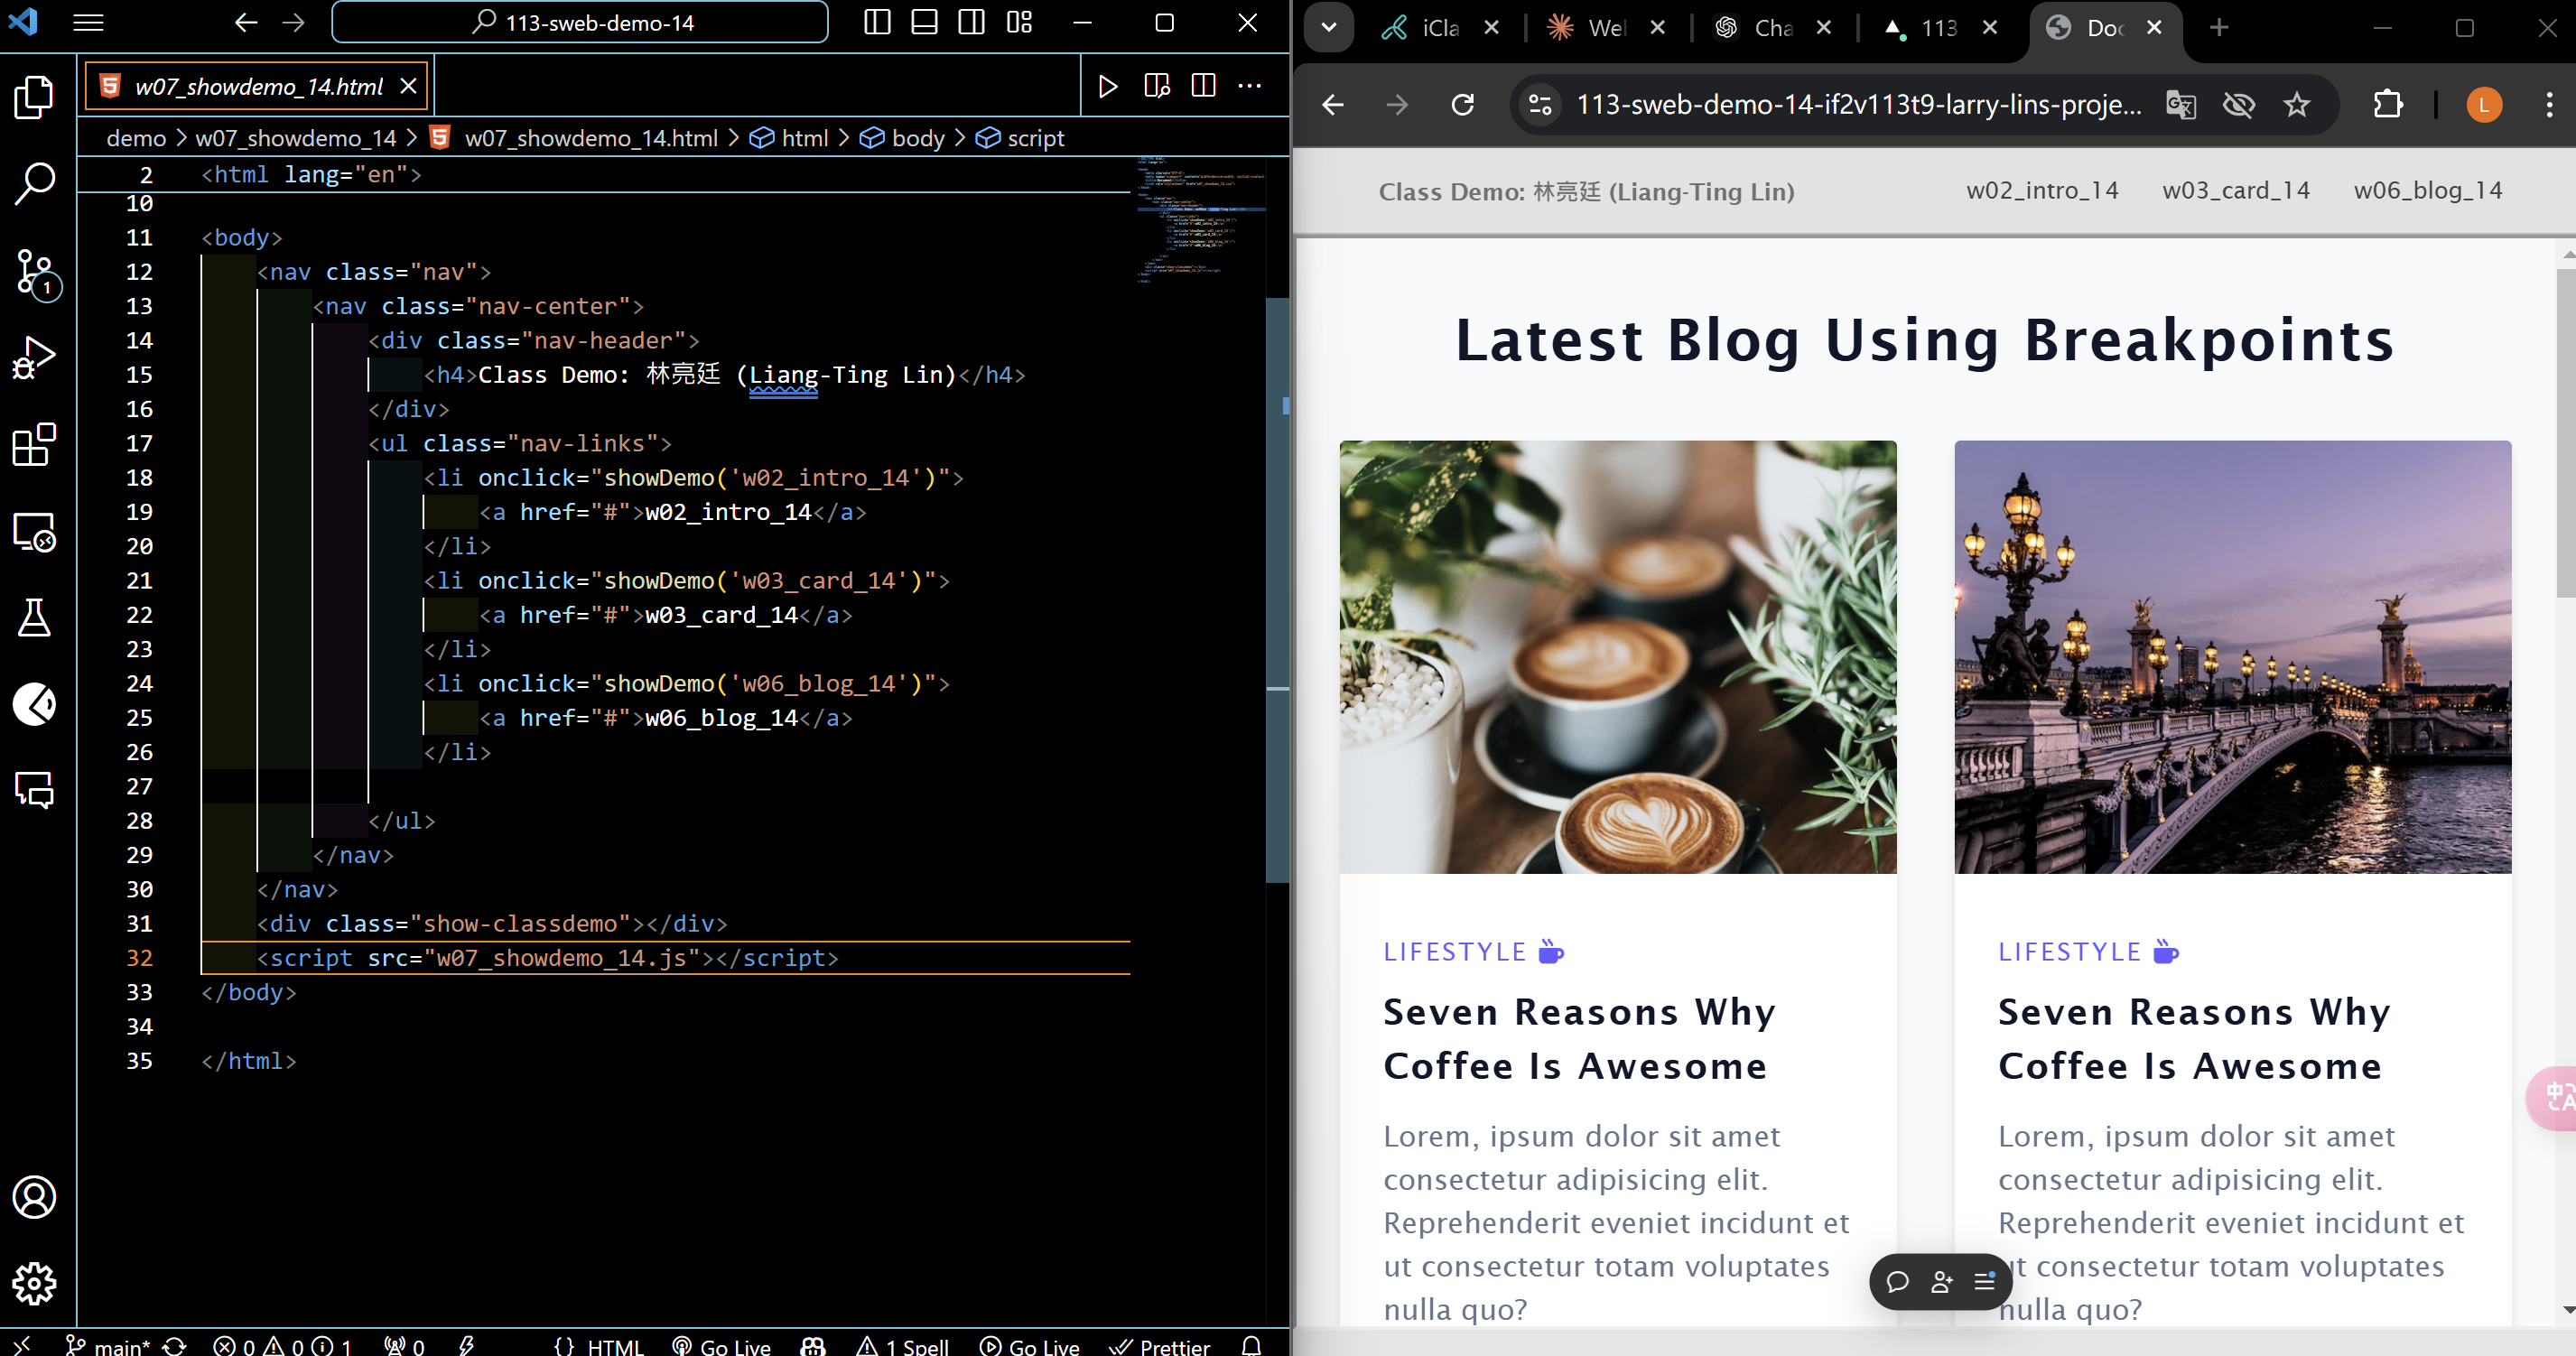 113-sweb-demo-14
w07_showdemo_14.html
demo > w07_showdemo_14 > w07_showdemo_14.html > html > body > script
2 <html lang="en">
10
11 <body>
12 <nav class="nav">
13 <nav class="nav-center">
14 <div class="nav-header">
15 <h4>Class Demo: 林亮廷 (Liang-Ting Lin)</h4>
16 </div>
17 <ul class="nav-links">
18 <li onclick="showDemo('w02_intro_14')">
19 <a href="#">w02_intro_14</a>
20 </li>
21 <li onclick="showDemo('w03_card_14')">
22 <a href="#">w03_card_14</a>
23 </li>
24 <li onclick="showDemo('w06_blog_14')">
25 <a href="#">w06_blog_14</a>
26 </li>
27
28 </ul>
29 </nav>
30 </nav>
31 <div class="show-classdemo"></div>
32 <script src="w07_showdemo_14.js"></script>
33 </body>
34
35 </html>
1
main* 0 0 1 0 {} HTML Go Live 1 Spell Go Live Prettier
iCla Web Cha 113 Doc
113-sweb-demo-14-if2v113t9-larry-lins-proje... L
Class Demo: 林亮廷 (Liang-Ting Lin) w02_intro_14 w03_card_14 w06_blog_14
Latest Blog Using Breakpoints
LIFESTYLE
Seven Reasons Why
Coffee Is Awesome
Lorem, ipsum dolor sit amet
consectetur adipisicing elit.
Reprehenderit eveniet incidunt et
ut consectetur totam voluptates
nulla quo?
LIFESTYLE
Seven Reasons Why
Coffee Is Awesome
Lorem, ipsum dolor sit amet
consectetur adipisicing elit.
Reprehenderit eveniet incidunt et
ut consectetur totam voluptates
nulla quo?
中A